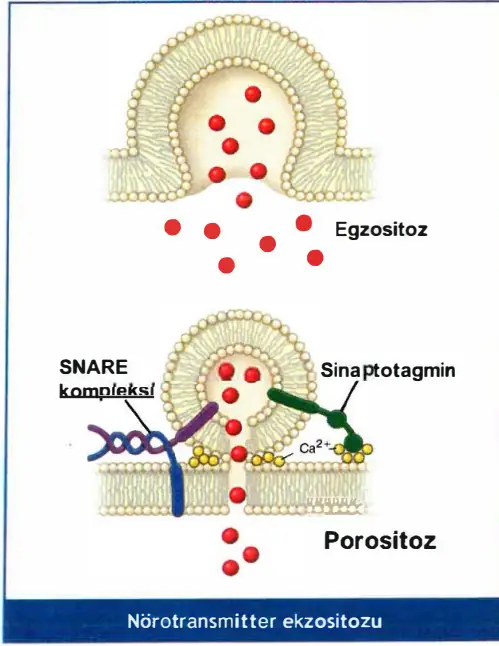 Egzositoz
SNARE
kompleksi
Sinaptotagmin
Ca2+
Porositoz
Nörotransmitter ekzositozu